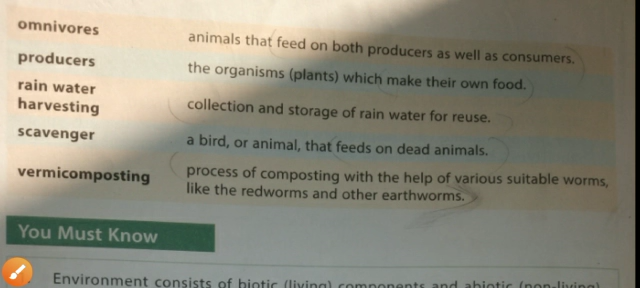 omnivores
animals that feed on both producers as well as consumers.
producers
the organisms (plants) which make their own food.
rain water
harvesting
collection and storage of rain water for reuse.
scavenger
a bird, or animal, that feeds on dead animals.
vermicomposting
process of composting with the help of various suitable worms,
like the redworms and other earthworms.
You Must Know
Environment consists of biotic (living) components and abiotic (non-living)